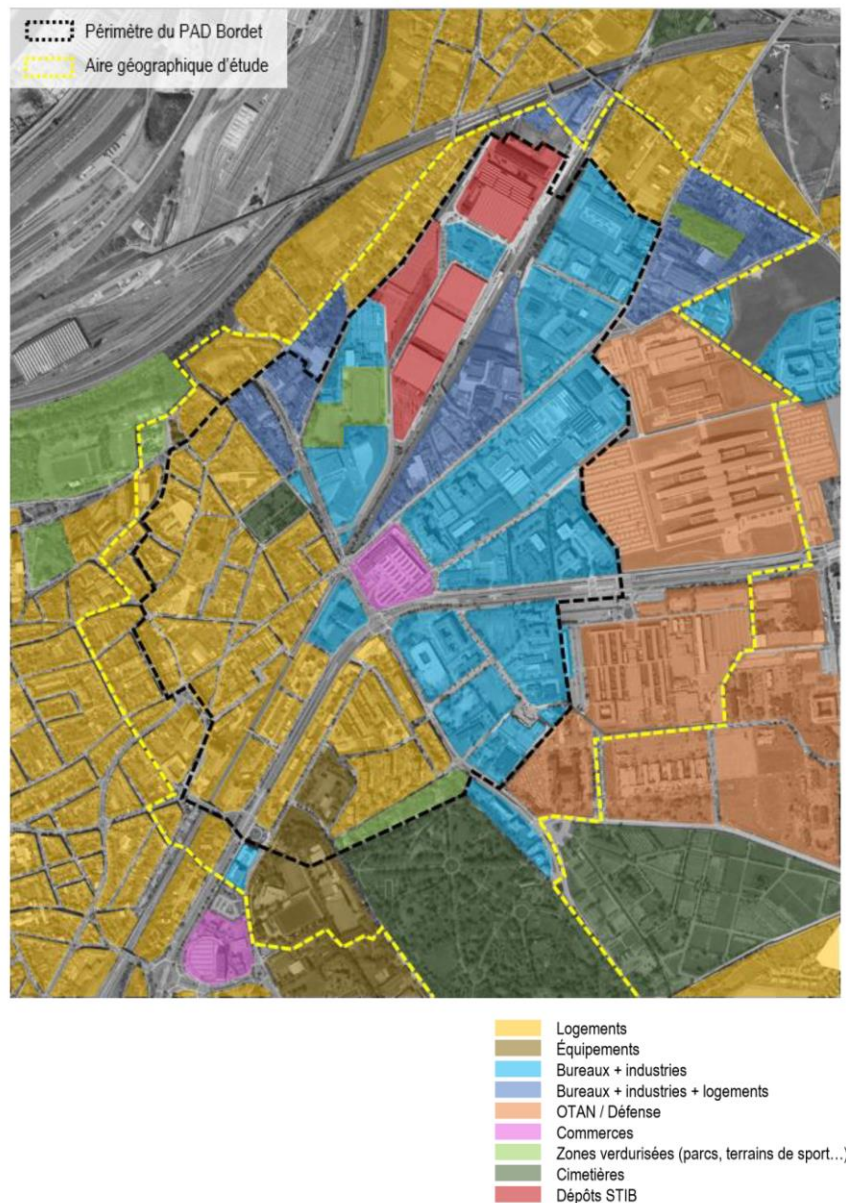 Périmètre du PAD Bordet
Aire géographique d'étude
Logements
Équipements
Bureaux + industries
Bureaux + industries + logements
OTAN / Défense
Commerces
Zones verdurisées (parcs, terrains de sport…)
Cimetières
Dépôts STIB